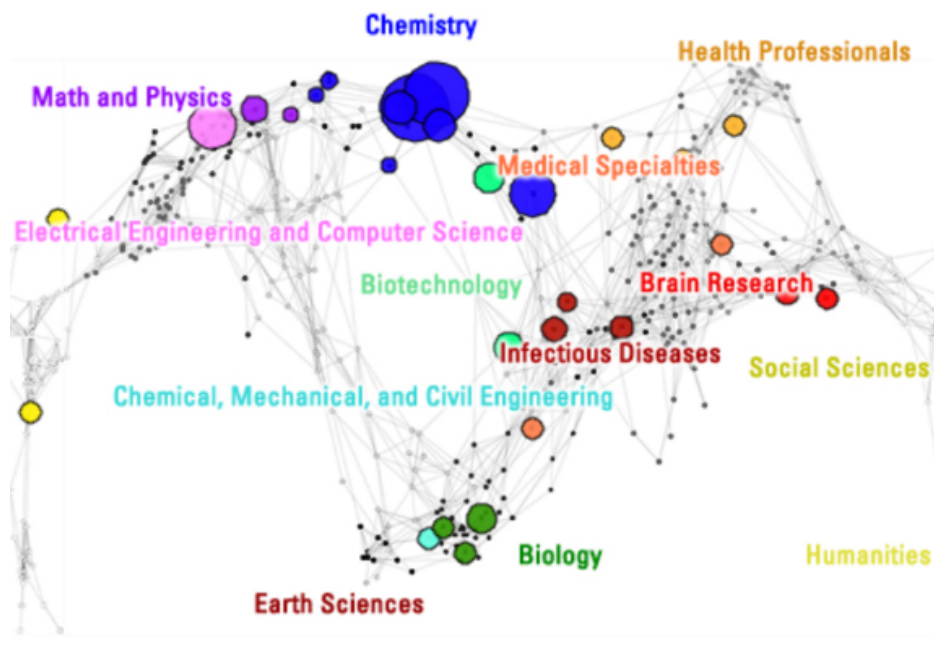 Chemistry
Health Professionals
Math and Physics
Medical Specialties
Electrical Engineering and Computer Science
Biotechnology
Brain Research
Infectious Diseases
Social Sciences
Chemical, Mechanical, and Civil Engineering
Biology
Humanities
Earth Sciences